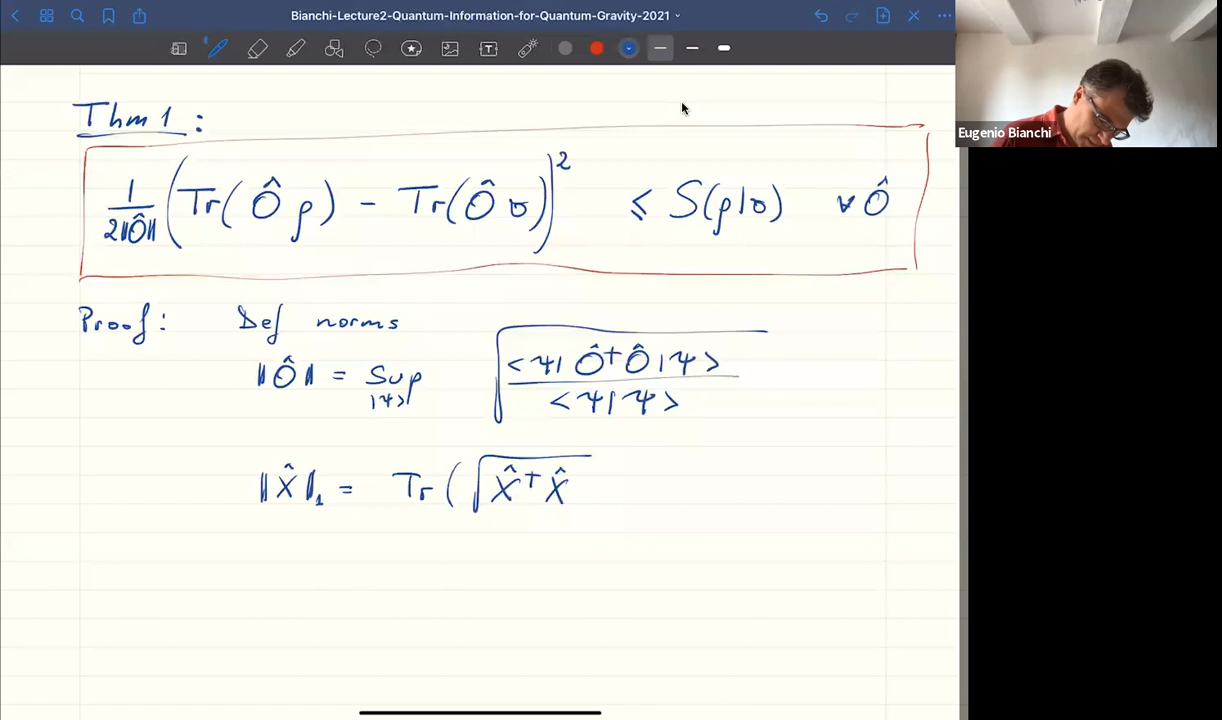 Bianchi-Lecture2-Quantum-Information-for-Quantum-Gravity-2021
Eugenio Bianchi
Thm 1 :
1/(2‖Ô‖) (Tr(Ô ρ) - Tr(Ô σ))² ≤ S(ρ|σ) ∀ Ô
Proof: Def norms
‖Ô‖ = Sup_|ψ> √(<ψ| Ô†Ô |ψ> / <ψ|ψ>)
‖X̂‖₁ = Tr(√X̂†X̂